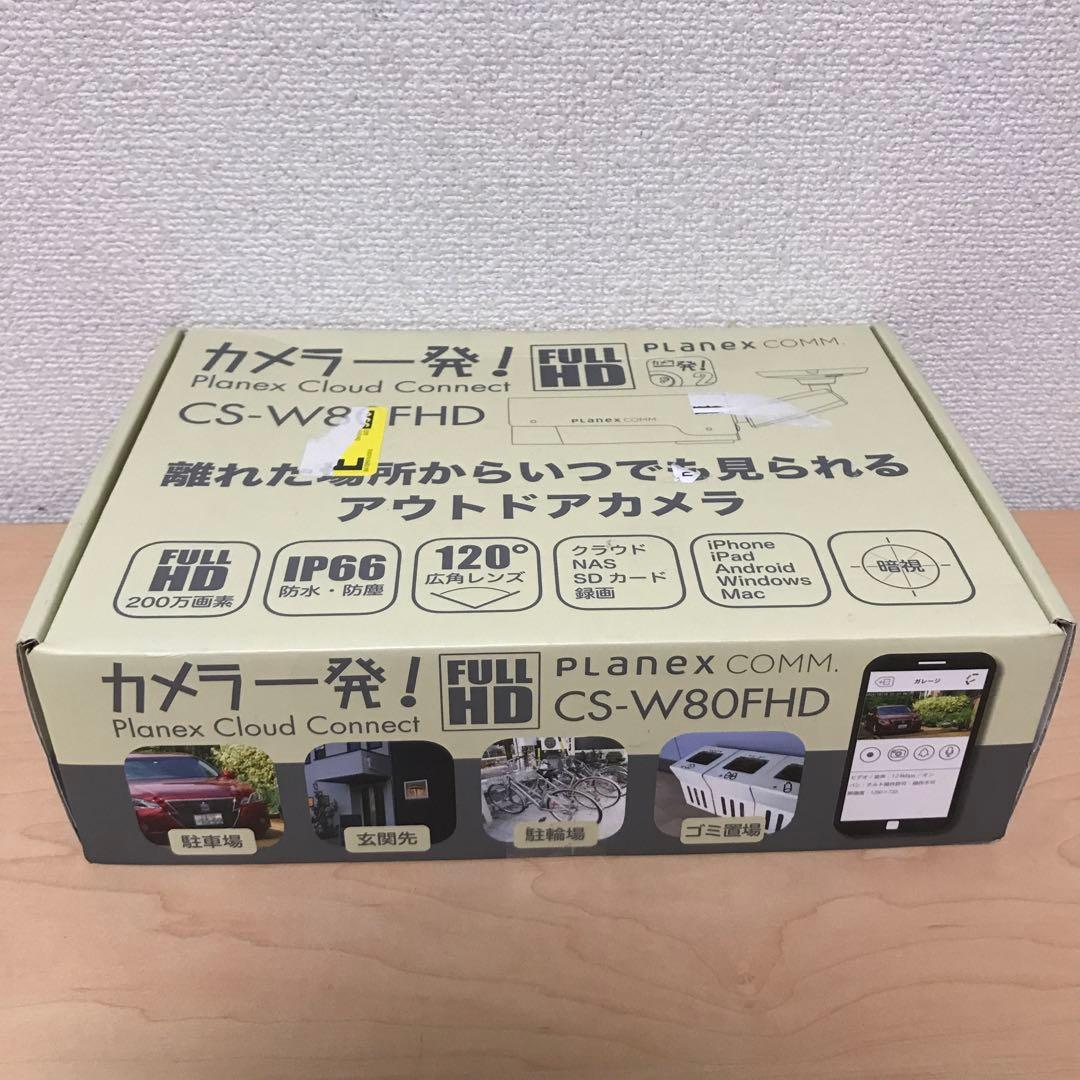 カメラ一発！
Planex Cloud Connect
FULL
HD
PLANEX COMM.
CS-W80FHD
PLANEX COMM.
離れた場所からいつでも見られる
アウトドアカメラ
FULL
HD
200万画素
IP66
防水・防塵
120°
広角レンズ
クラウド
NAS
SDカード
録画
iPhone
iPad
Android
Windows
Mac
暗視
カメラ一発！
Planex Cloud Connect
FULL
HD
PLANEX COMM.
CS-W80FHD
駐車場
玄関先
駐輪場
ゴミ置場
ガレージ